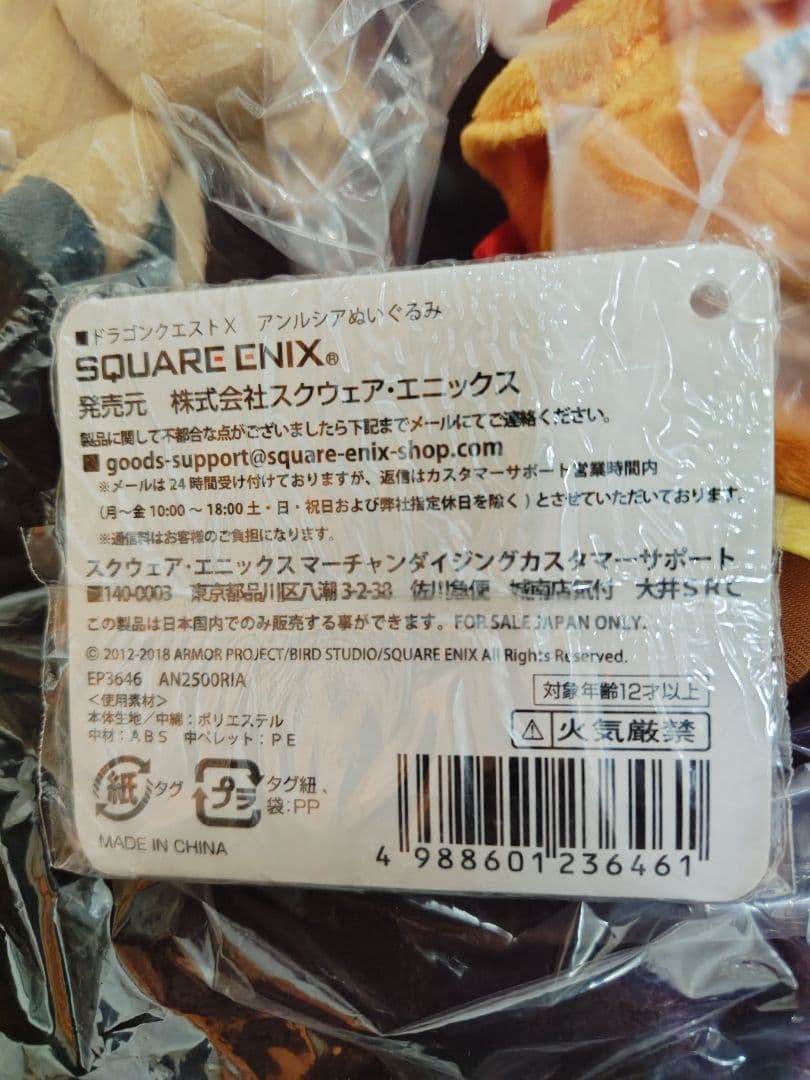 ■ドラゴンクエストX　アンルシアぬいぐるみ
SQUARE ENIX®
発売元　株式会社スクウェア・エニックス
製品に関して不都合な点がございましたら下記までメールにてご連絡ください。
■ goods-support@square-enix-shop.com
※メールは24時間受け付けておりますが、返信はカスタマーサポート営業時間内
（月～金 10:00 ～ 18:00 土・日・祝日および弊社指定休日を除く）とさせていただいております。
※通信料はお客様のご負担になります。
スクウェア・エニックス マーチャンダイジングカスタマーサポート
■140-0003　東京都品川区八潮 3-2-38　佐川急便　城南店気付　大井ＳＲＣ
この製品は日本国内でのみ販売する事ができます。FOR SALE JAPAN ONLY.
© 2012-2018 ARMOR PROJECT/BIRD STUDIO/SQUARE ENIX All Rights Reserved.
EP3646　AN2500RIA
＜使用素材＞
本体生地／中綿：ポリエステル
中材：ＡＢＳ　中ペレット：ＰＥ
対象年齢12才以上
火気厳禁
紙 タグ
プラ タグ紐、
袋：PP
MADE IN CHINA
4 988601 236461